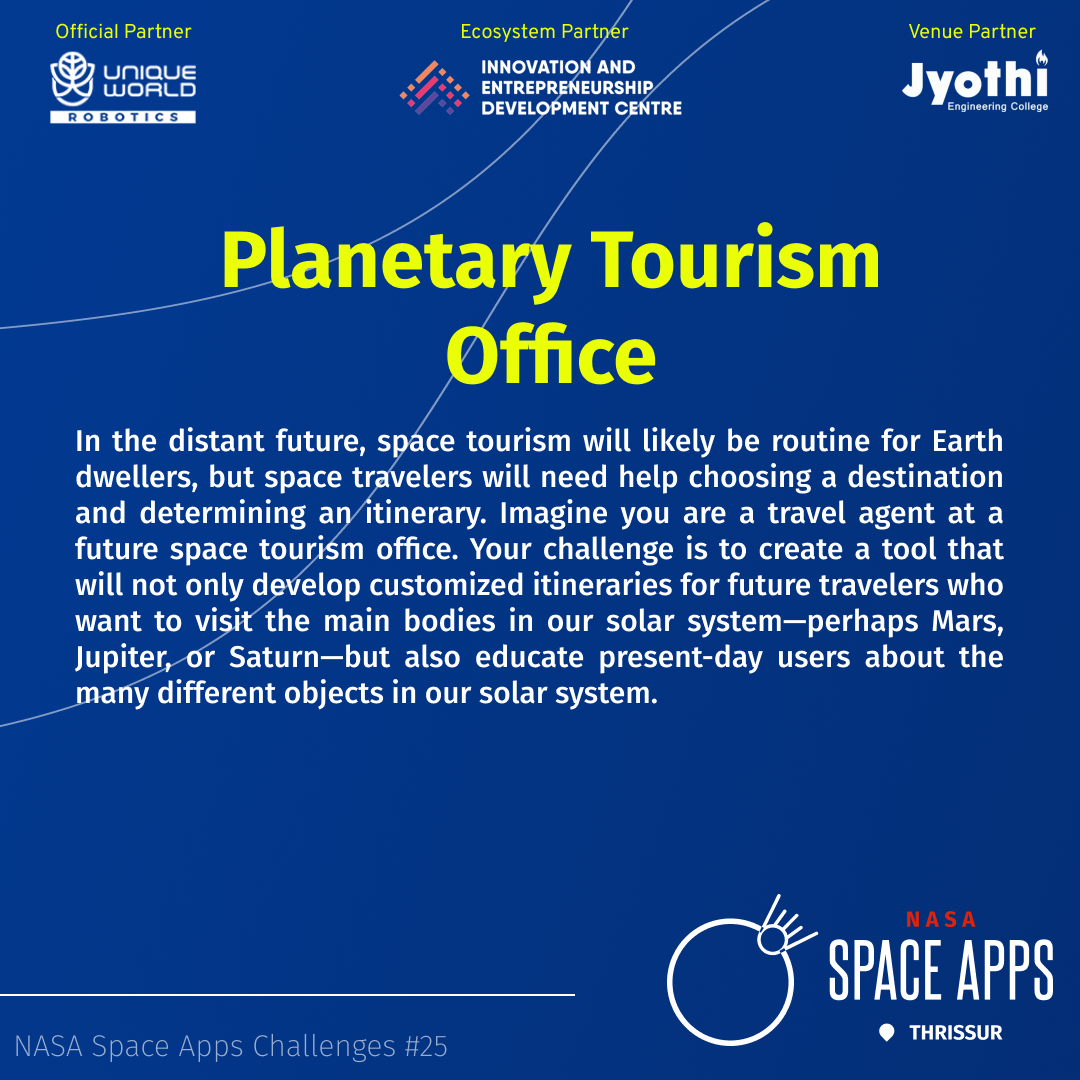 Official Partner
UNIQUE
WORLD
ROBOTICS
Ecosystem Partner
INNOVATION AND
ENTREPRENEURSHIP
DEVELOPMENT CENTRE
Venue Partner
Jyothi
Engineering College
Planetary Tourism
Office
In the distant future, space tourism will likely be routine for Earth
dwellers, but space travelers will need help choosing a destination
and determining an itinerary. Imagine you are a travel agent at a
future space tourism office. Your challenge is to create a tool that
will not only develop customized itineraries for future travelers who
want to visit the main bodies in our solar system—perhaps Mars,
Jupiter, or Saturn—but also educate present-day users about the
many different objects in our solar system.
NASA
SPACE APPS
THRISSUR
NASA Space Apps Challenges #25